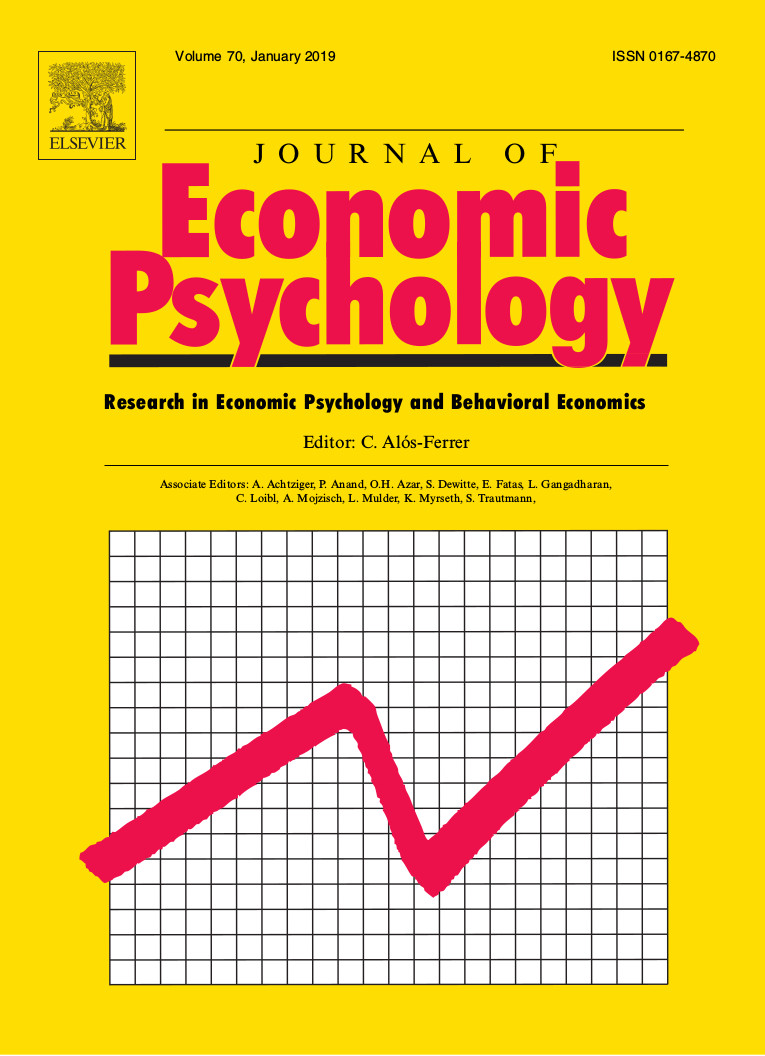 Volume 70, January 2019
ISSN 0167-4870
ELSEVIER
JOURNAL OF
Economic
Psychology
Research in Economic Psychology and Behavioral Economics
Editor: C. Alós-Ferrer
Associate Editors: A. Achtziger, P. Anand, O.H. Azar, S. Dewitte, E. Fatas, L. Gangadharan,
C. Loibl, A. Mojzisch, L. Mulder, K. Myrseth, S. Trautmann,